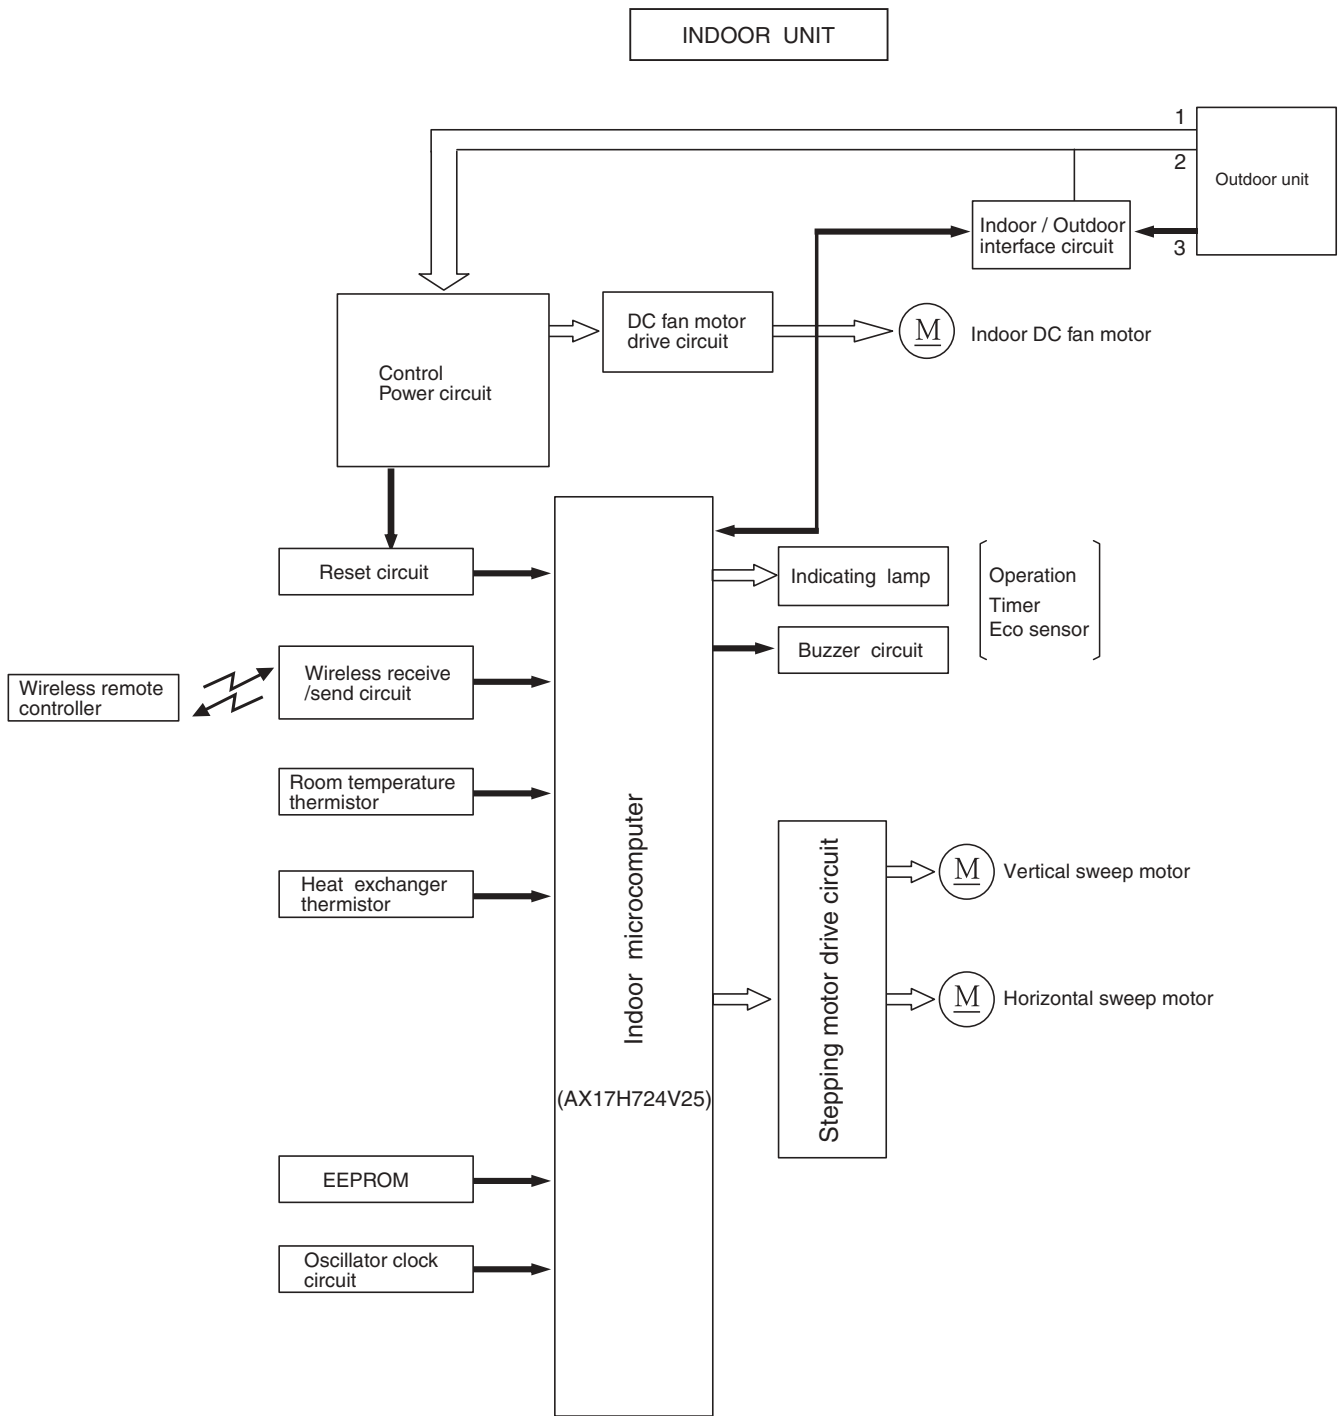 INDOOR UNIT
1
2
Outdoor unit
Indoor / Outdoor
interface circuit
3
DC fan motor
drive circuit
M
Indoor DC fan motor
Control
Power circuit
Reset circuit
Indicating lamp
Operation
Timer
Eco sensor
Buzzer circuit
Wireless remote
controller
Wireless receive
/send circuit
Room temperature
thermistor
Heat exchanger
thermistor
Indoor microcomputer
(AX17H724V25)
Stepping motor drive circuit
M
Vertical sweep motor
M
Horizontal sweep motor
EEPROM
Oscillator clock
circuit